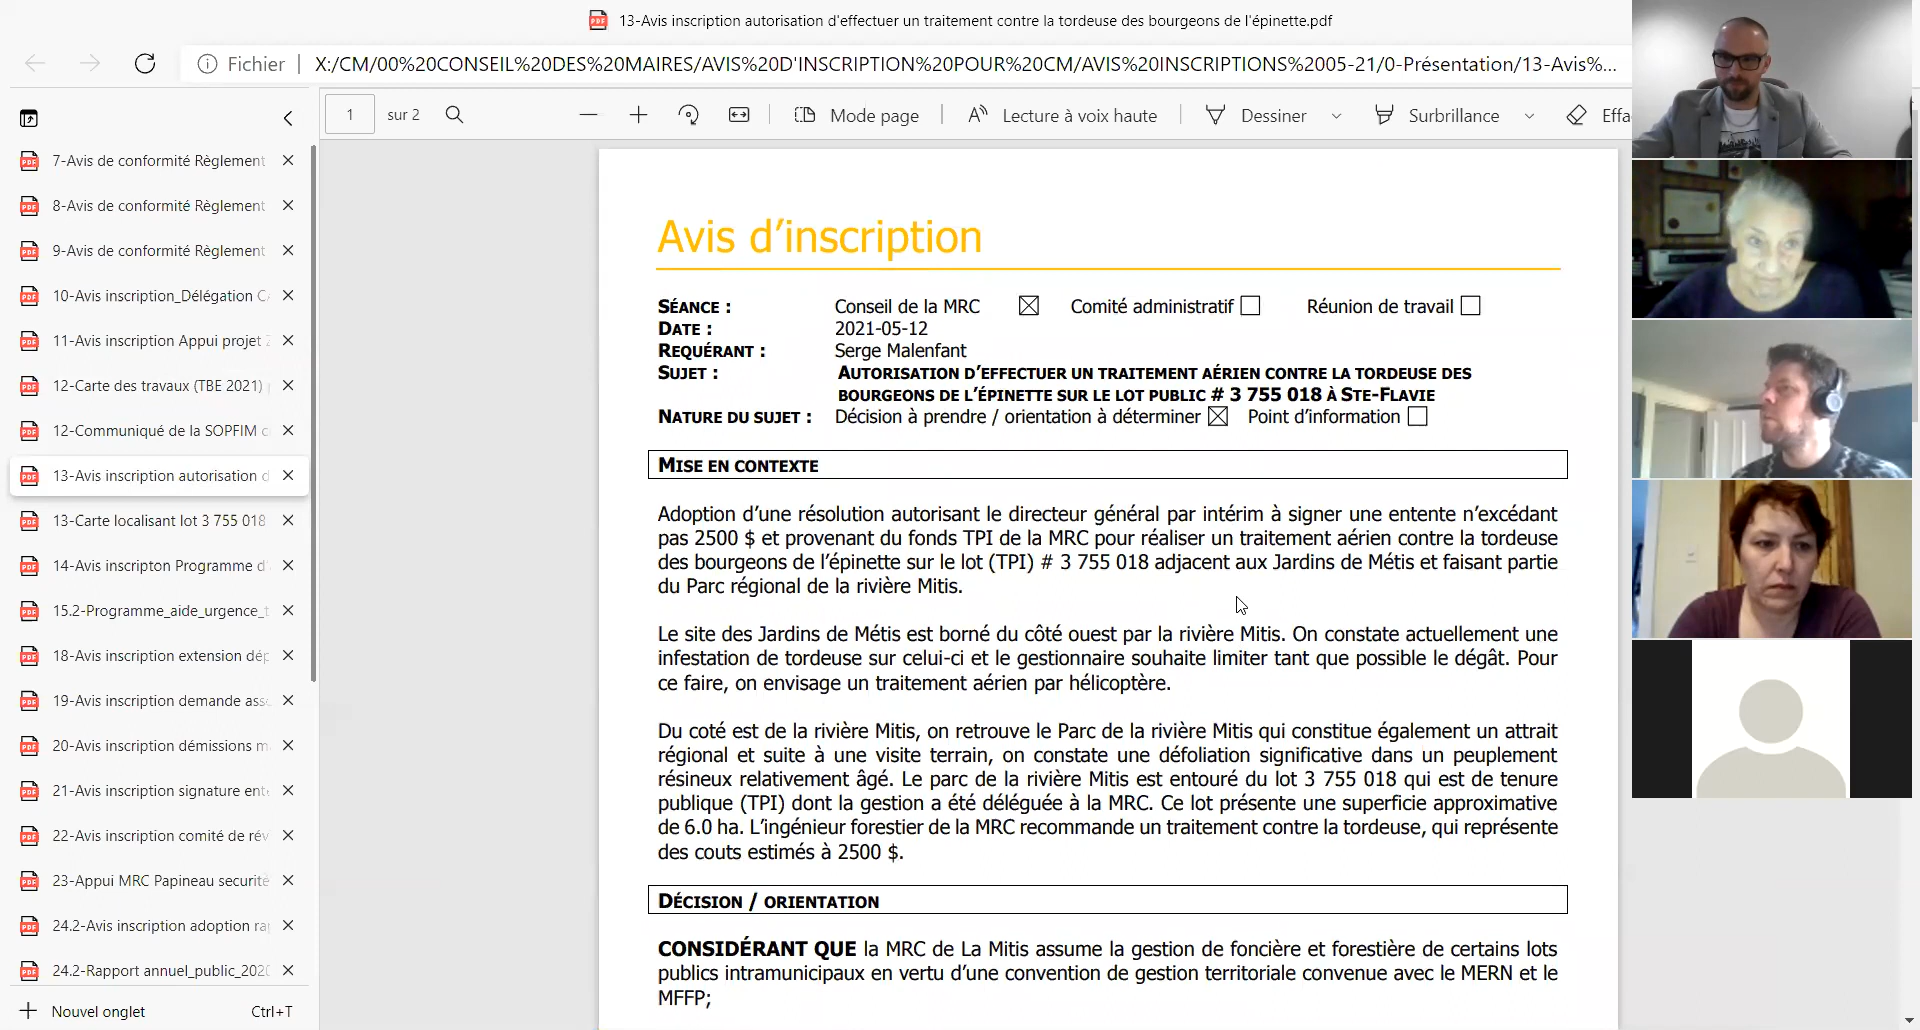 13-Avis inscription autorisation d'effectuer un traitement contre la tordeuse des bourgeons de l'épinette.pdf
Fichier | X:/CM/00%20CONSEIL%20DES%20MAIRES/AVIS%20D'INSCRIPTION%20POUR%20CM/AVIS%20INSCRIPTIONS%2005-21/0-Présentation/13-Avis%...
1 sur 2 Mode page Lecture à voix haute Dessiner Surbrillance Effa
7-Avis de conformité Règlement
8-Avis de conformité Règlement
9-Avis de conformité Règlement
10-Avis inscription_Délégation CA
11-Avis inscription Appui projet
12-Carte des travaux (TBE 2021)
12-Communiqué de la SOPFIM c
13-Avis inscription autorisation d
13-Carte localisant lot 3 755 018
14-Avis inscripton Programme d'
15.2-Programme_aide_urgence_t
18-Avis inscription extension dép
19-Avis inscription demande asse
20-Avis inscription démissions m
21-Avis inscription signature ente
22-Avis inscription comité de rév
23-Appui MRC Papineau securité
24.2-Avis inscription adoption rap
24.2-Rapport annuel_public_2020
Nouvel onglet Ctrl+T
Avis d'inscription
SÉANCE : Conseil de la MRC ☒ Comité administratif ☐ Réunion de travail ☐
DATE : 2021-05-12
REQUÉRANT : Serge Malenfant
SUJET : AUTORISATION D'EFFECTUER UN TRAITEMENT AÉRIEN CONTRE LA TORDEUSE DES
BOURGEONS DE L'ÉPINETTE SUR LE LOT PUBLIC # 3 755 018 À STE-FLAVIE
NATURE DU SUJET : Décision à prendre / orientation à déterminer ☒ Point d'information ☐
MISE EN CONTEXTE
Adoption d'une résolution autorisant le directeur général par intérim à signer une entente n'excédant
pas 2500 $ et provenant du fonds TPI de la MRC pour réaliser un traitement aérien contre la tordeuse
des bourgeons de l'épinette sur le lot (TPI) # 3 755 018 adjacent aux Jardins de Métis et faisant partie
du Parc régional de la rivière Mitis.
Le site des Jardins de Métis est borné du côté ouest par la rivière Mitis. On constate actuellement une
infestation de tordeuse sur celui-ci et le gestionnaire souhaite limiter tant que possible le dégât. Pour
ce faire, on envisage un traitement aérien par hélicoptère.
Du coté est de la rivière Mitis, on retrouve le Parc de la rivière Mitis qui constitue également un attrait
régional et suite à une visite terrain, on constate une défoliation significative dans un peuplement
résineux relativement âgé. Le parc de la rivière Mitis est entouré du lot 3 755 018 qui est de tenure
publique (TPI) dont la gestion a été déléguée à la MRC. Ce lot présente une superficie approximative
de 6.0 ha. L'ingénieur forestier de la MRC recommande un traitement contre la tordeuse, qui représente
des couts estimés à 2500 $.
DÉCISION / ORIENTATION
CONSIDÉRANT QUE la MRC de La Mitis assume la gestion de foncière et forestière de certains lots
publics intramunicipaux en vertu d'une convention de gestion territoriale convenue avec le MERN et le
MFFP;